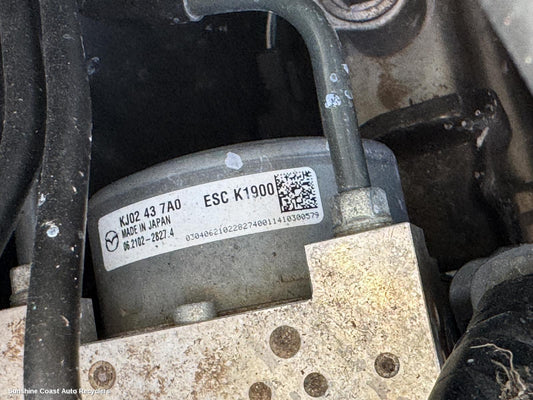 KJ02 43 7A0
ESC K1900
MADE IN JAPAN
06.2102-2827.4
0304062102282740011410300579
Sunshine Coast Auto Recyclers